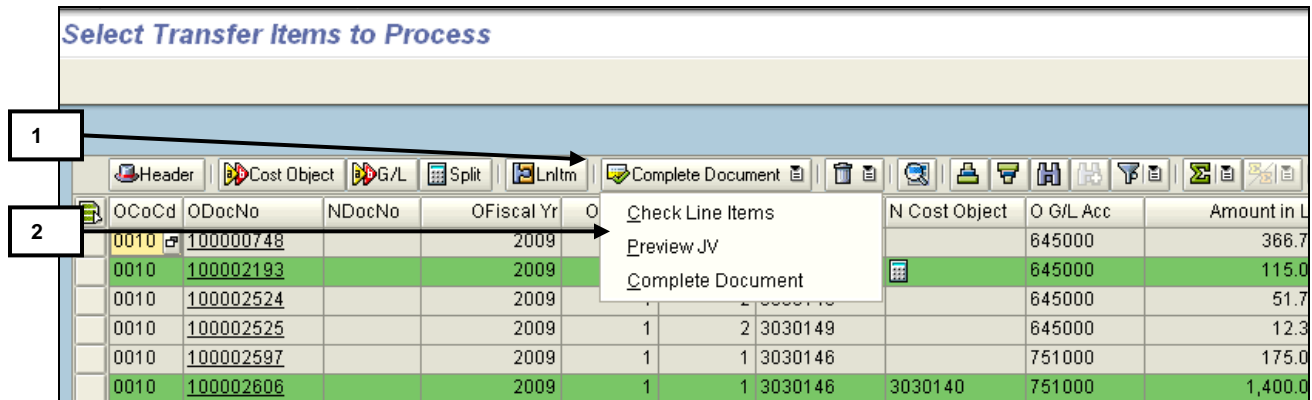 Select Transfer Items to Process
1
Header Cost Object G/L Split LnItm Complete Document
OCoCd ODocNo NDocNo OFiscal Yr O N Cost Object O G/L Acc Amount in L
Check Line Items
2
Preview JV
Complete Document
0010 100000748 2009 645000 366.7
0010 100002193 2009 645000 115.0
0010 100002524 2009 645000 51.7
0010 100002525 2009 1 2 3030149 645000 12.3
0010 100002597 2009 1 1 3030146 751000 175.0
0010 100002606 2009 1 1 3030146 3030140 751000 1,400.0